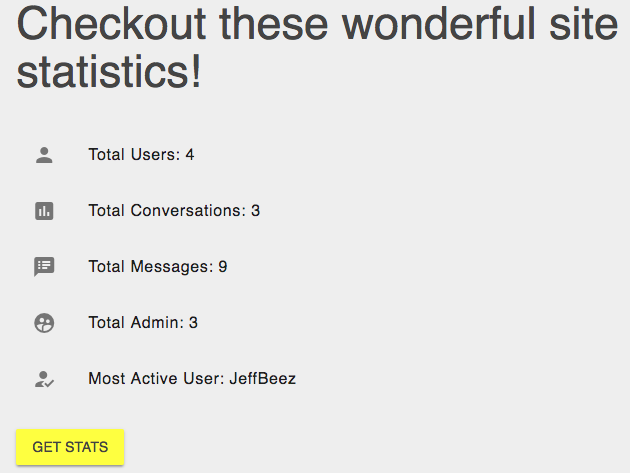 Checkout these wonderful site
statistics!
Total Users: 4
Total Conversations: 3
Total Messages: 9
Total Admin: 3
Most Active User: JeffBeez
GET STATS